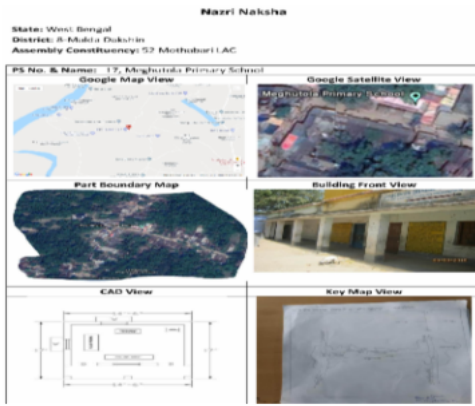 Nazri Naksha
State: West Bengal
District: 8-Malda Dakshin
Assembly Constituency: 52 Mothabari LAC
PS No. & Name: 17, Meghutola Primary School
Google Map View
Google Satellite View
Meghutola Primary School
Part Boundary Map
Building Front View
CAD View
Key Map View